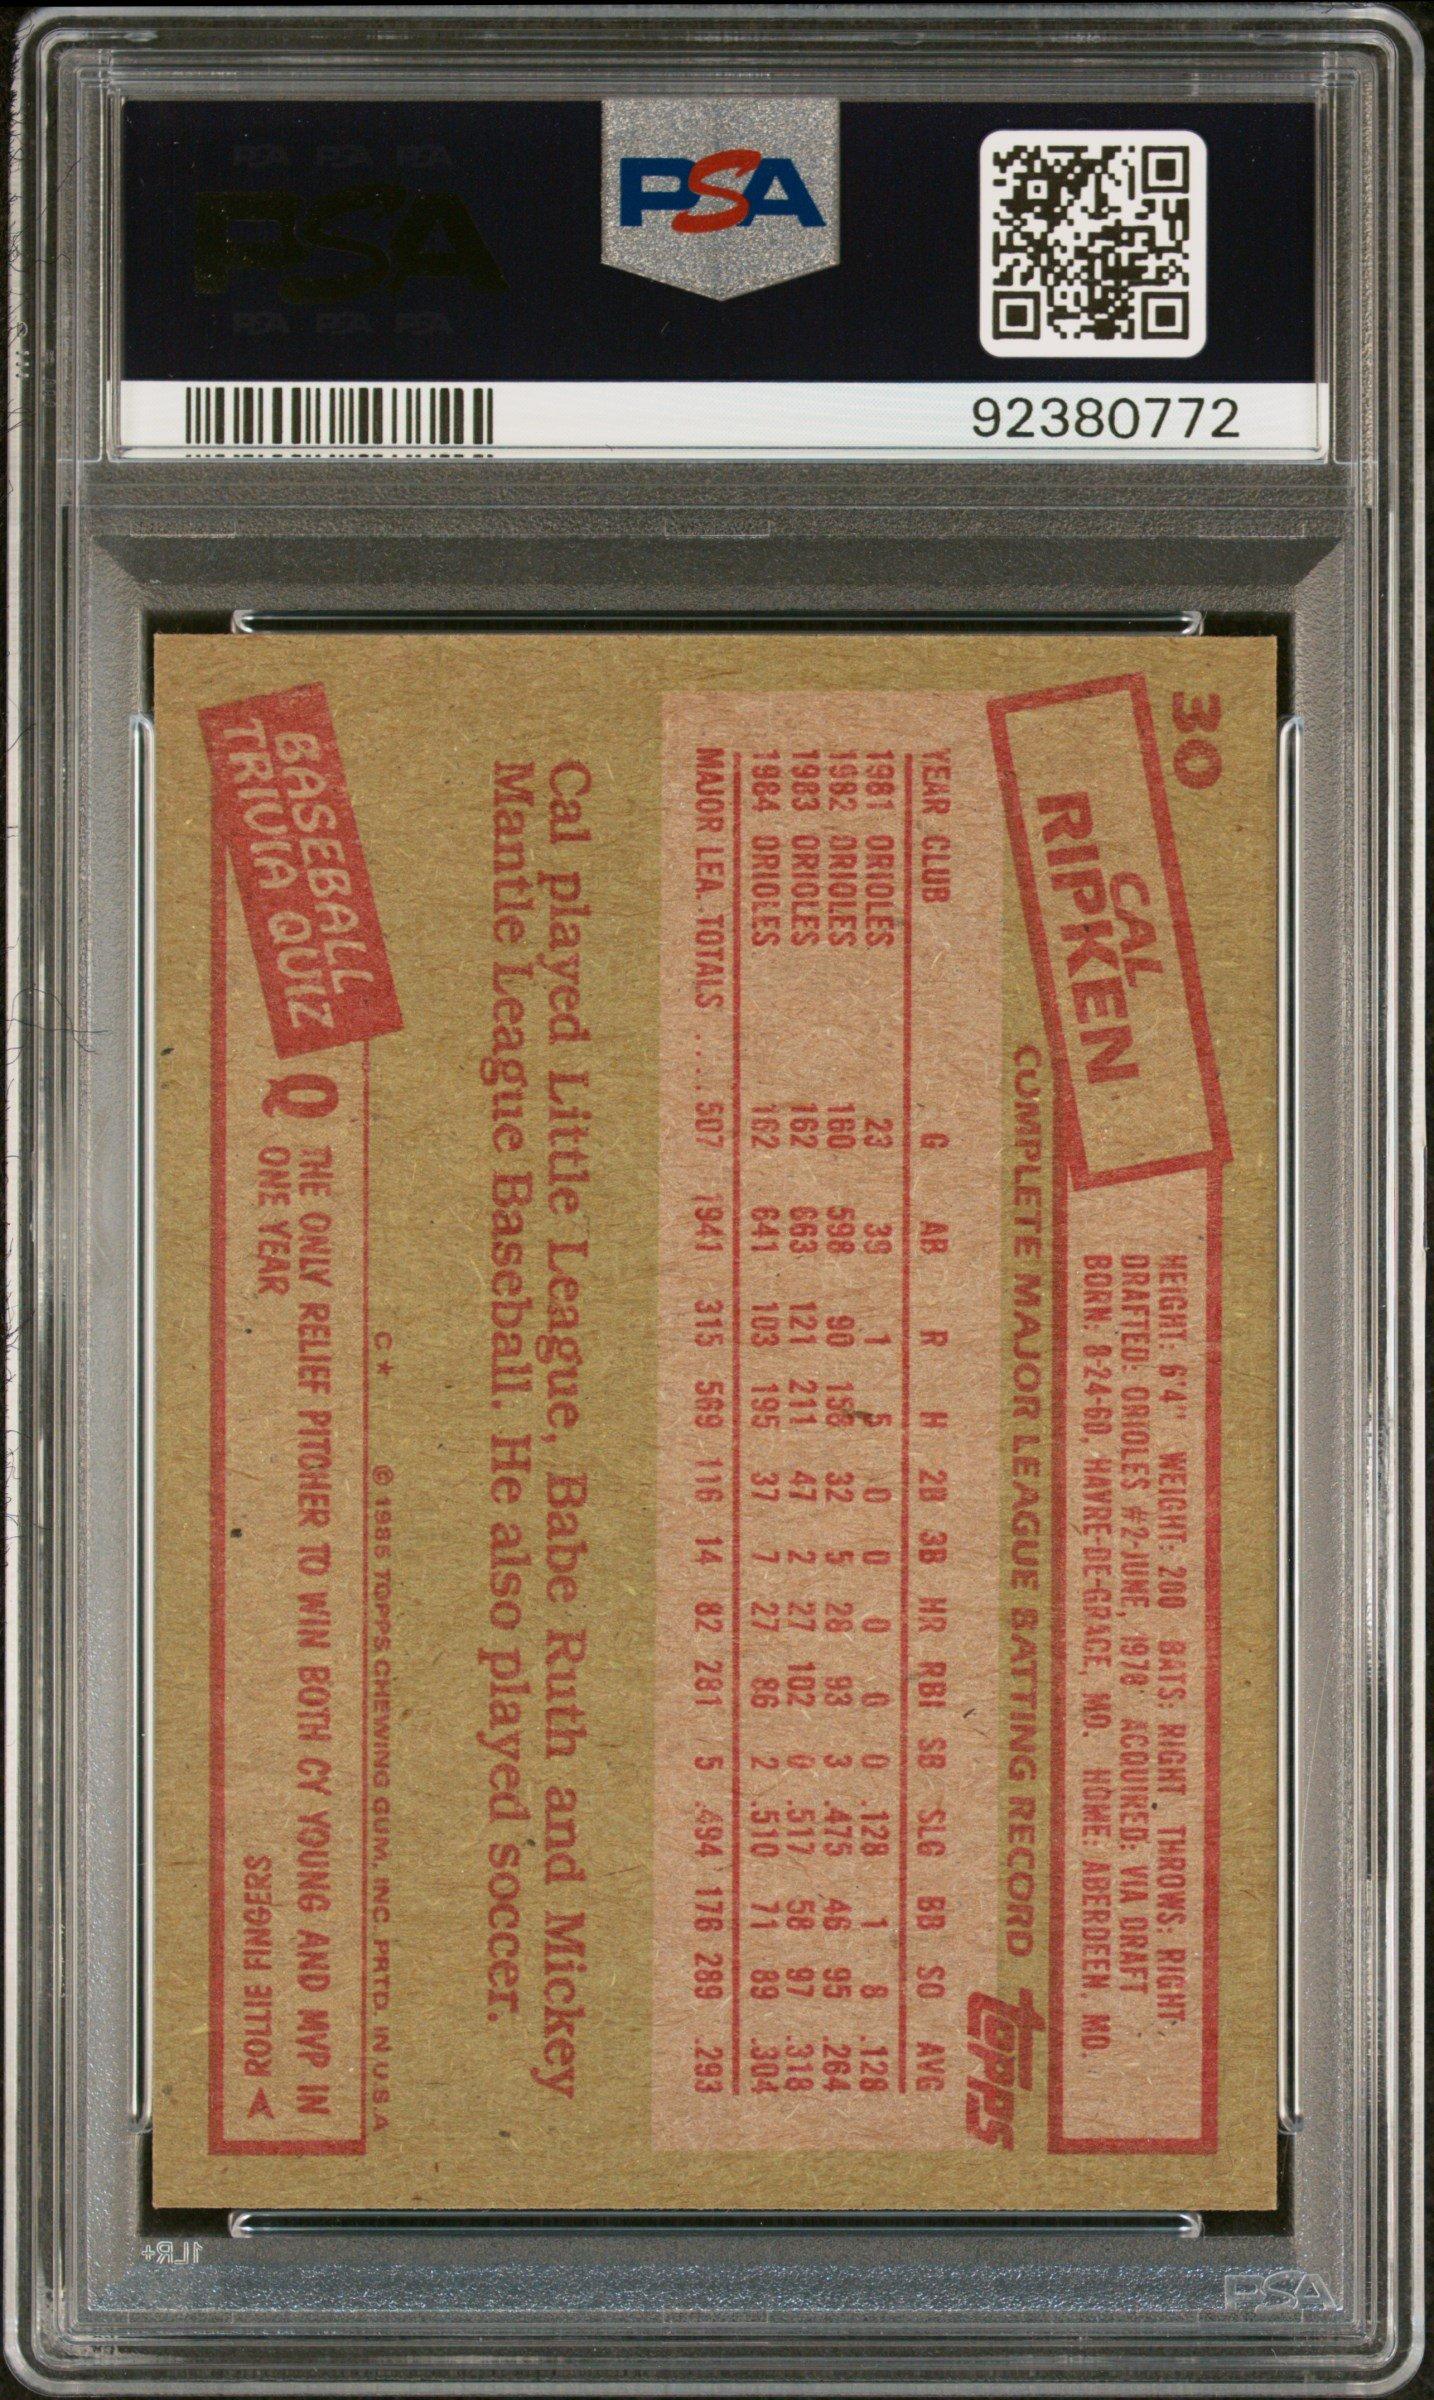 PSA PSA PSA
PSA
PSA PSA PSA
PSA
92380772
30
CAL
RIPKEN
HEIGHT: 6'4" WEIGHT: 200 BATS: RIGHT THROWS: RIGHT
DRAFTED: ORIOLES #2-JUNE, 1978 ACQUIRED: VIA DRAFT
BORN: 8-24-60, HAVRE-DE-GRACE, MD. HOME: ABERDEEN, MD.
COMPLETE MAJOR LEAGUE BATTING RECORD
Topps
YEAR CLUB G AB R H 2B 3B HR RBI SB SLG BB SO AVG
1981 ORIOLES 23 39 1 5 0 0 0 0 0 .128 1 8 .128
1982 ORIOLES 160 598 90 158 32 5 28 93 3 .475 46 95 .264
1983 ORIOLES 162 663 121 211 47 2 27 102 0 .517 58 97 .318
1984 ORIOLES 162 641 103 195 37 7 27 86 2 .510 71 89 .304
MAJOR LEA. TOTALS ..... 507 1941 315 569 116 14 82 281 5 .494 176 289 .293
Cal played Little League, Babe Ruth and Mickey
Mantle League Baseball. He also played soccer.
C* © 1985 TOPPS CHEWING GUM, INC. PRTD. IN U.S.A
BASEBALL
TRIVIA QUIZ
Q THE ONLY RELIEF PITCHER TO WIN BOTH CY YOUNG AND MVP IN
ONE YEAR
ROLLIE FINGERS
1LR+
PSA